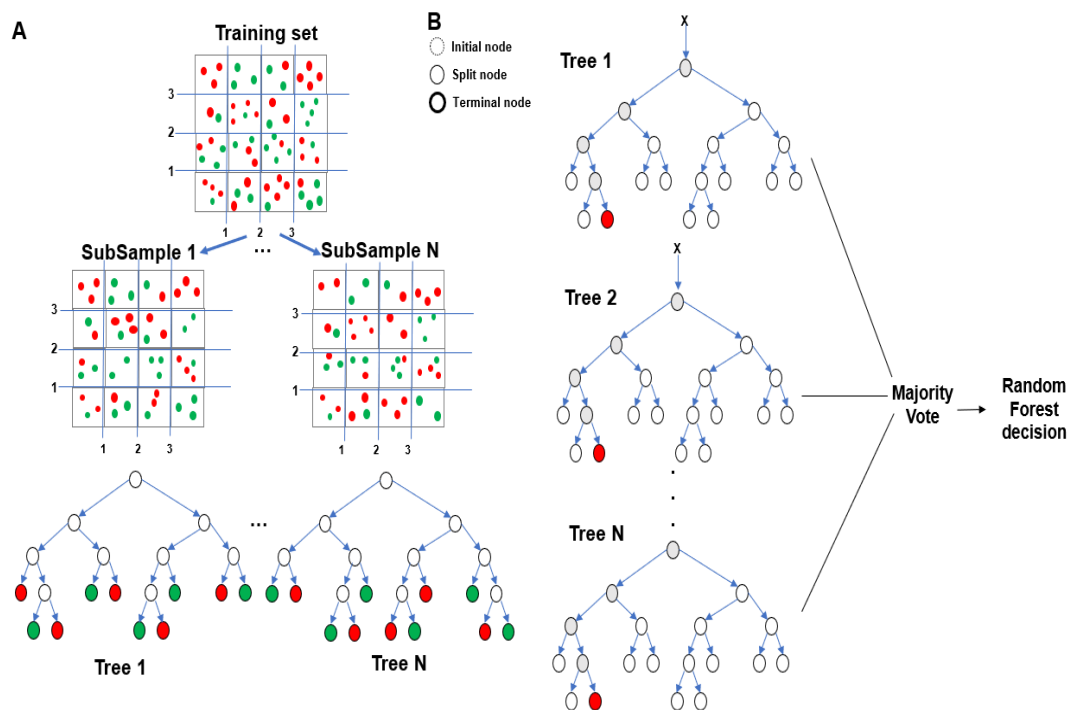 A
Training set
3
2
1
1 2 3
SubSample 1
...
SubSample N
3
2
1
1 2 3
3
2
1
1 2 3
...
Tree 1
Tree N
B
Initial node
Split node
Terminal node
X
Tree 1
X
Tree 2
.
.
.
Tree N
Majority
Vote
Random
Forest
decision